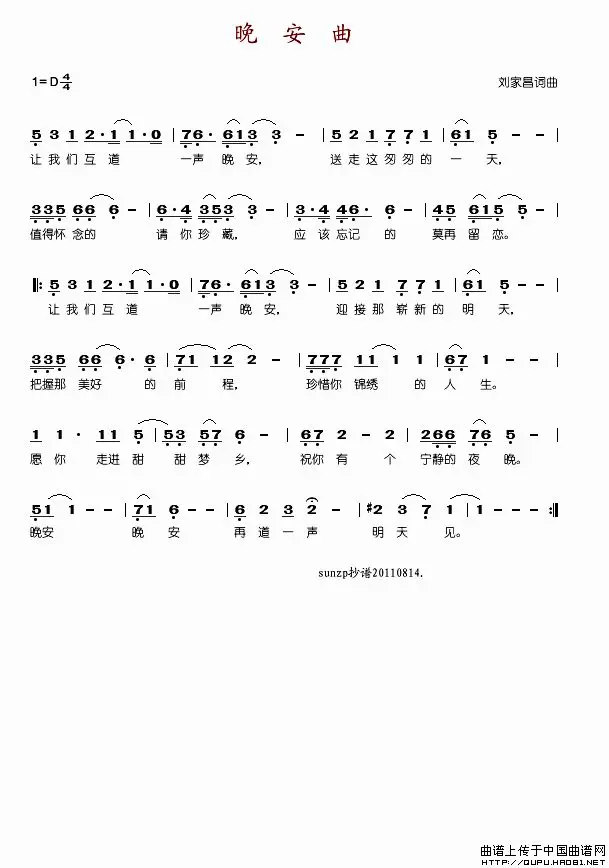 晚安曲
1=D 4/4 刘家昌词曲
5 3 1 2·1 1·0 | 7 6· 6 1 3 3 - | 5 2 1 7 7 1 | 6 1 5 - - |
让我们互道 一声晚安, 送走这匆匆的一天,
3 3 5 6 6 6 - | 6·4 3 5 3 3 - | 3·4 4 6· 6 - | 4 5 6 1 5 5 - |
值得怀念的 请你珍藏, 应该忘记的 莫再留恋。
|: 5 3 1 2·1 1·0 | 7 6· 6 1 3 3 - | 5 2 1 7 7 1 | 6 1 5 - - |
让我们互道 一声晚安, 迎接那崭新的明天,
3 3 5 6 6 6·6 | 7 1 1 2 2 - | 7 7 7 1 1 1 1 | 6 7 1 - - |
把握那美好的前程, 珍惜你锦绣的人生。
1 1· 1 1 5 | 5 3 5 7 6 - | 6 7 2 - 2 | 2 6 6 7 6 5 - |
愿你走进甜甜梦乡, 祝你有个宁静的夜晚。
5 1 1 - - | 7 1 6 - - | 6 2 3 2 | #2 3 7 1 | 1 - - - :|
晚安 晚安 再道一声 明天见。
sunzp抄谱20110814.
曲谱上传于中国曲谱网
HTTP://QUPU.HAO81.NET